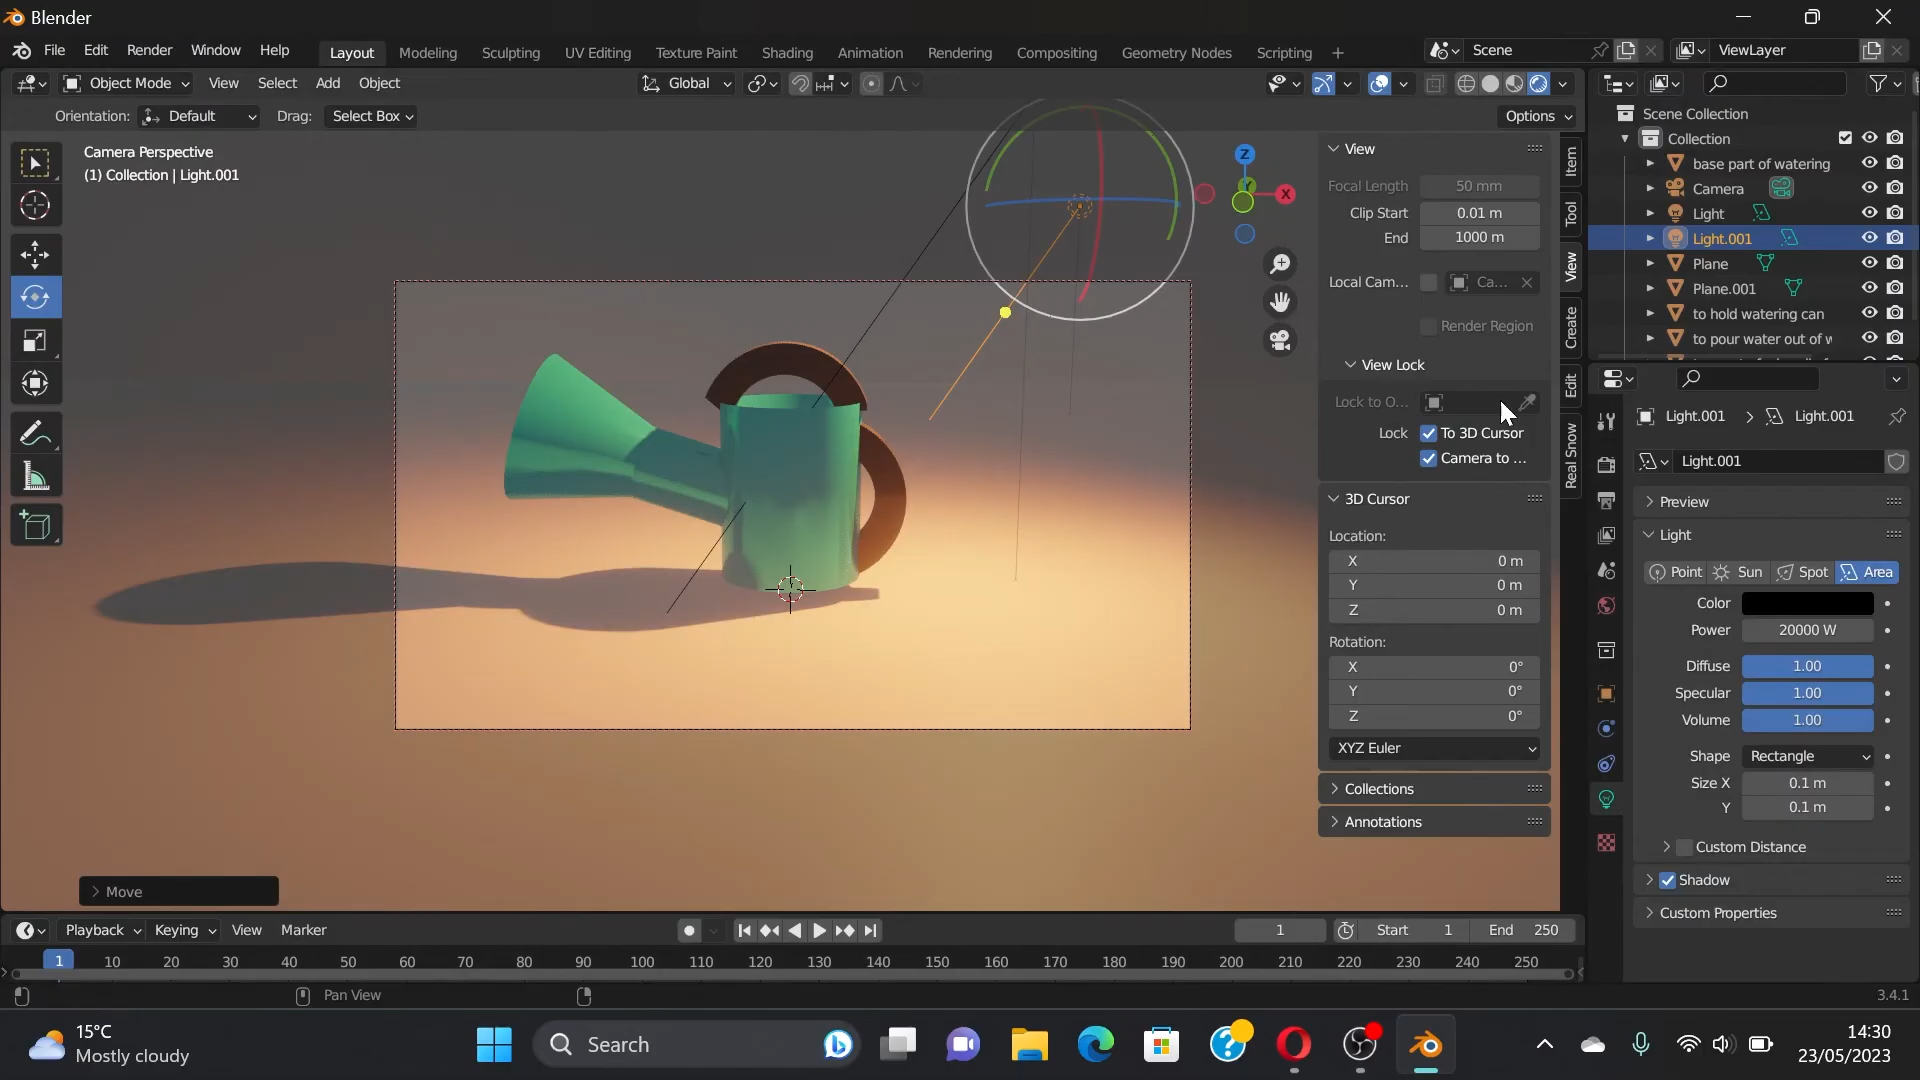 Blender
File Edit Render Window Help Layout Modeling Sculpting UV Editing Texture Paint Shading Animation Rendering Compositing Geometry Nodes Scripting + Scene ViewLayer
Object Mode View Select Add Object Global
Orientation: Default Drag: Select Box Options
Camera Perspective
(1) Collection | Light.001
Z
Y
X
View
Focal Length 50 mm
Clip Start 0.01 m
End 1000 m
Local Cam... Ca...
Render Region
View Lock
Lock to O...
Lock To 3D Cursor
Camera to ...
3D Cursor
Location:
X 0 m
Y 0 m
Z 0 m
Rotation:
X 0°
Y 0°
Z 0°
XYZ Euler
Collections
Annotations
Item
Tool
View
Create
Edit
Real Snow
Scene Collection
Collection
base part of watering
Camera
Light
Light.001
Plane
Plane.001
to hold watering can
Light.001 > Light.001
Light.001
Preview
Light
Point Sun Spot Area
Color
Power 20000 W
Diffuse 1.00
Specular 1.00
Volume 1.00
Shape Rectangle
Size X 0.1 m
Y 0.1 m
Custom Distance
Shadow
Custom Properties
Move
Playback Keying View Marker 1 Start 1 End 250
1 10 20 30 40 50 60 70 80 90 100 110 120 130 140 150 160 170 180 190 200 210 220 230 240 250
Pan View 3.4.1
15°C
Mostly cloudy
Search
14:30
23/05/2023